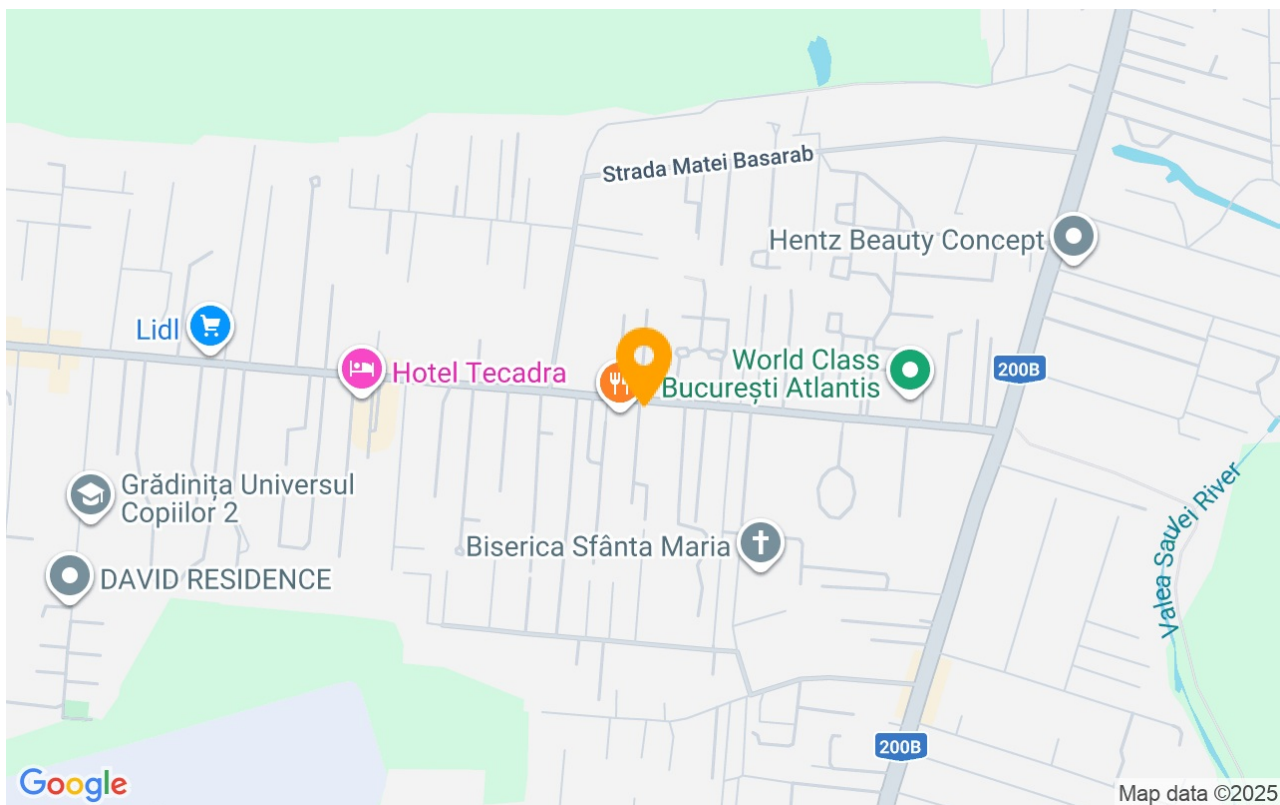 Strada Matei Basarab
Hentz Beauty Concept
Lidl
Hotel Tecadra
World Class
București Atlantis
200B
Grădinița Universul
Copiilor 2
Biserica Sfânta Maria
DAVID RESIDENCE
Valea Saulei River
200B
Google
Map data ©2025